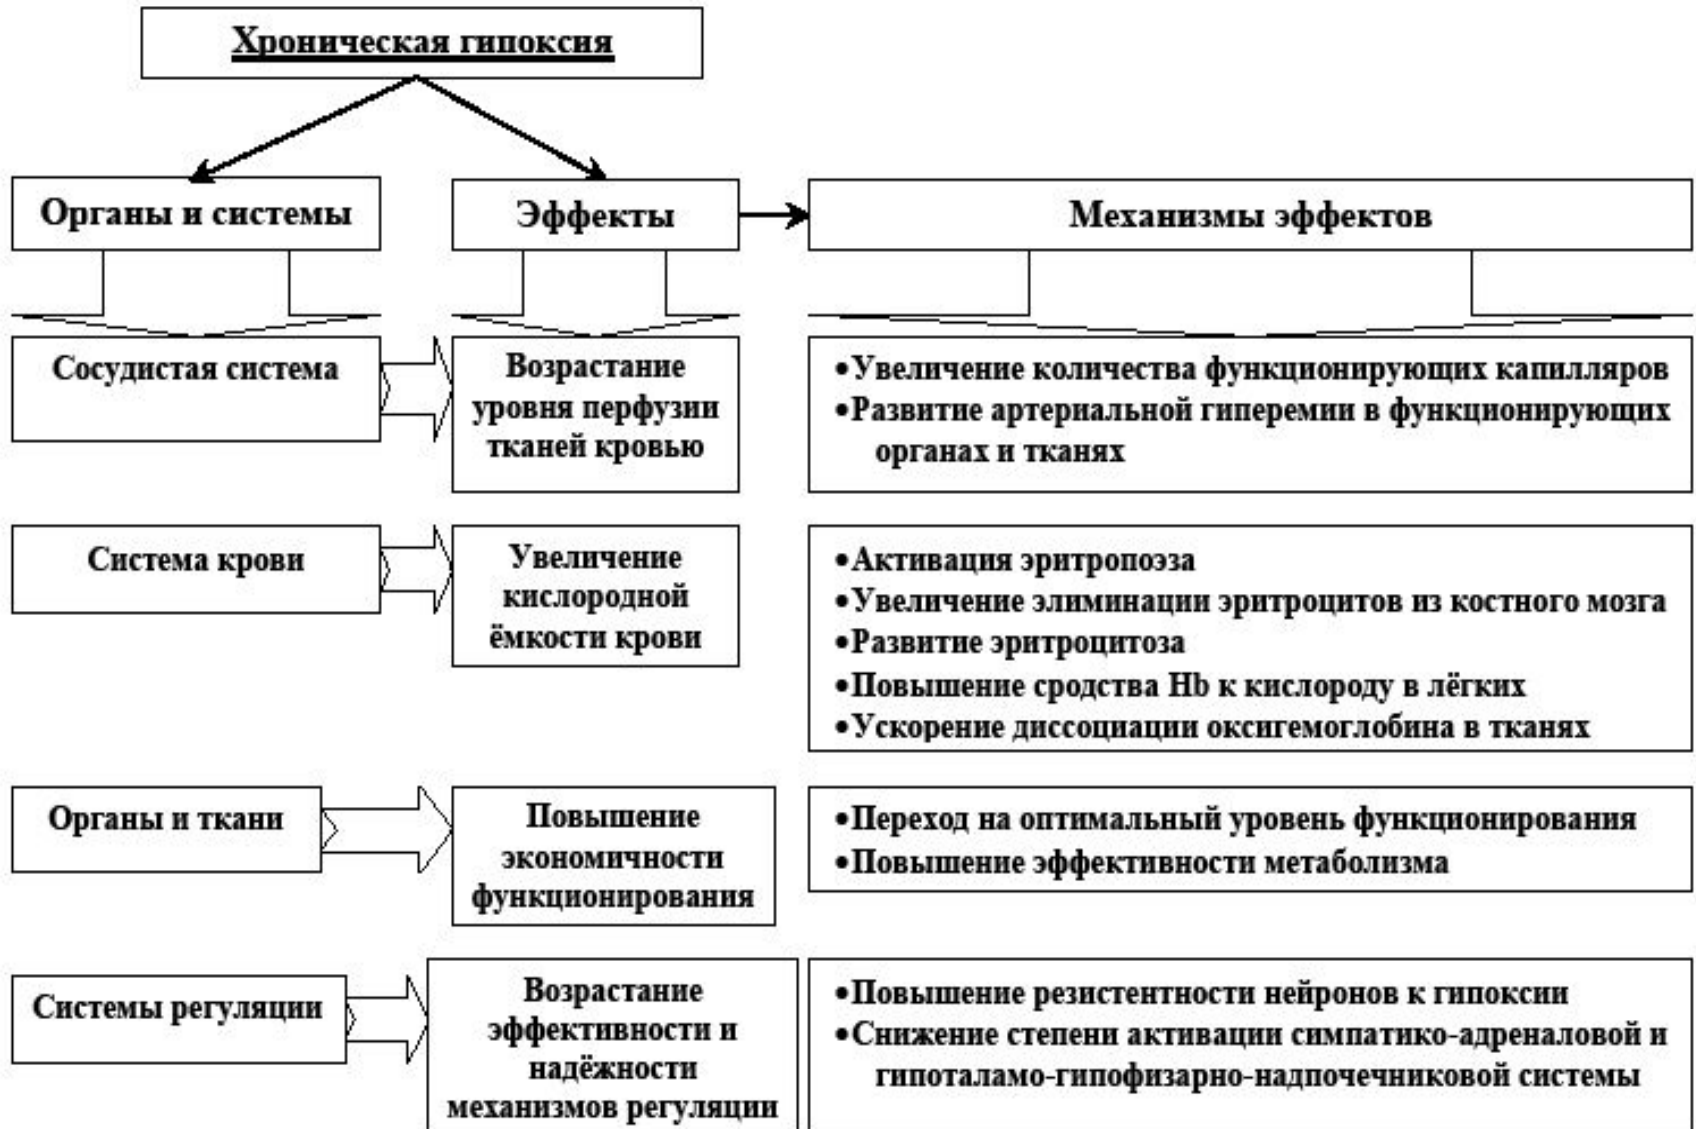 Хроническая гипоксия
Органы и системы
Эффекты
Механизмы эффектов
Сосудистая система
Возрастание
уровня перфузии
тканей кровью
•Увеличение количества функционирующих капилляров
•Развитие артериальной гиперемии в функционирующих
органах и тканях
Система крови
Увеличение
кислородной
ёмкости крови
•Активация эритропоэза
•Увеличение элиминации эритроцитов из костного мозга
•Развитие эритроцитоза
•Повышение сродства Hb к кислороду в лёгких
•Ускорение диссоциации оксигемоглобина в тканях
Органы и ткани
Повышение
экономичности
функционирования
•Переход на оптимальный уровень функционирования
•Повышение эффективности метаболизма
Системы регуляции
Возрастание
эффективности и
надёжности
механизмов регуляции
•Повышение резистентности нейронов к гипоксии
•Снижение степени активации симпатико-адреналовой и
гипоталамо-гипофизарно-надпочечниковой системы